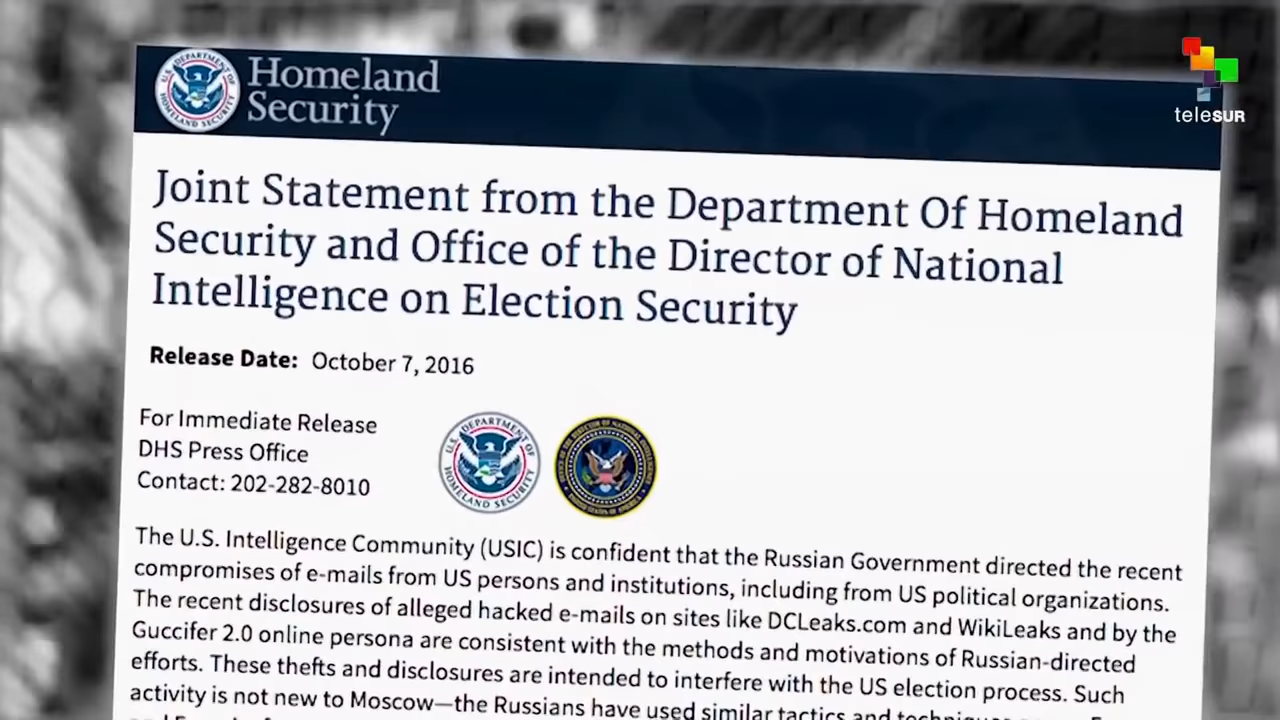 Homeland
Security
telesUR
Joint Statement from the Department Of Homeland
Security and Office of the Director of National
Intelligence on Election Security
Release Date: October 7, 2016
For Immediate Release
DHS Press Office
Contact: 202-282-8010
U.S. DEPARTMENT OF
HOMELAND SECURITY
The U.S. Intelligence Community (USIC) is confident that the Russian Government directed the recent
compromises of e-mails from US persons and institutions, including from US political organizations.
The recent disclosures of alleged hacked e-mails on sites like DCLeaks.com and WikiLeaks and by the
Guccifer 2.0 online persona are consistent with the methods and motivations of Russian-directed
efforts. These thefts and disclosures are intended to interfere with the US election process. Such
activity is not new to Moscow—the Russians have used similar tactics and techniques